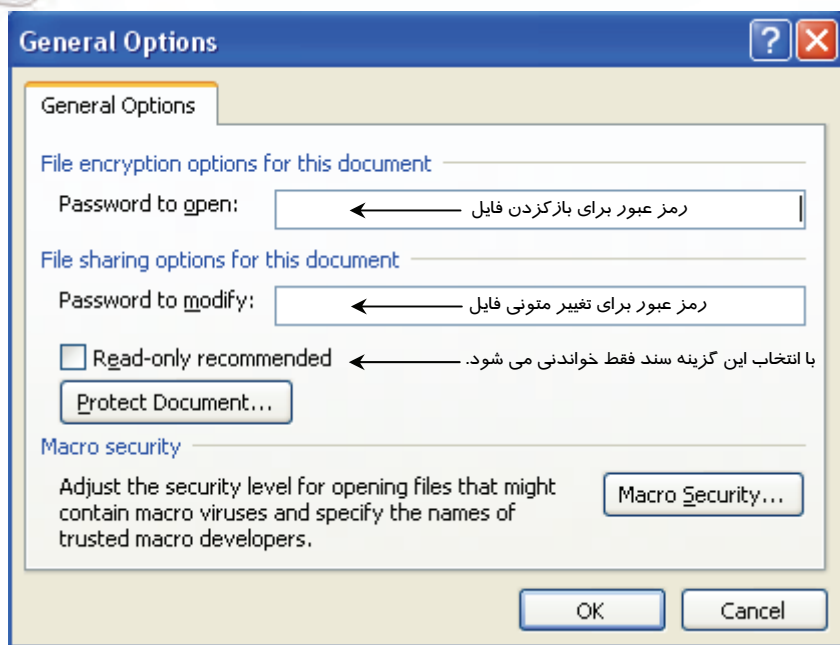 General Options
General Options
File encryption options for this document
Password to open:
رمز عبور برای بازکزدن فایل
File sharing options for this document
Password to modify:
رمز عبور برای تغییر متونی فایل
Read-only recommended
با انتخاب این گزینه سند فقط خواندنی می شود.
Protect Document...
Macro security
Adjust the security level for opening files that might
contain macro viruses and specify the names of
trusted macro developers.
Macro Security...
OK
Cancel